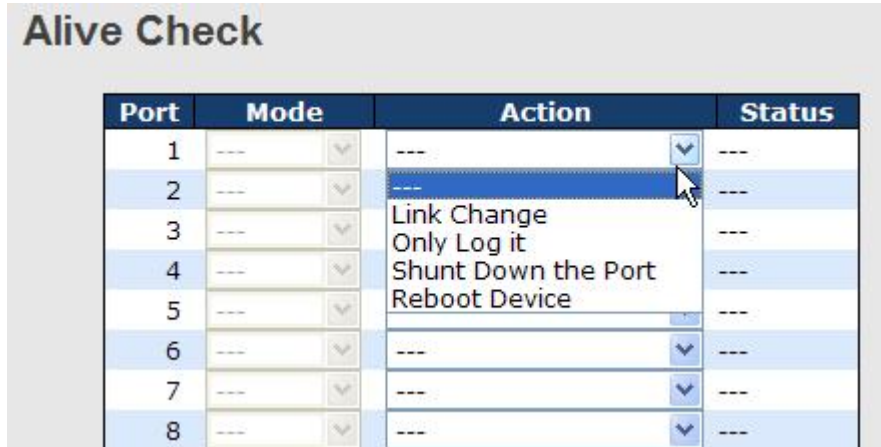 Alive Check
Port Mode Action Status
1 --- --- ---
2 --- --- ---
3 --- Link Change ---
Only Log it
4 --- Shunt Down the Port ---
5 --- Reboot Device ---
6 --- --- ---
7 --- --- ---
8 --- --- ---